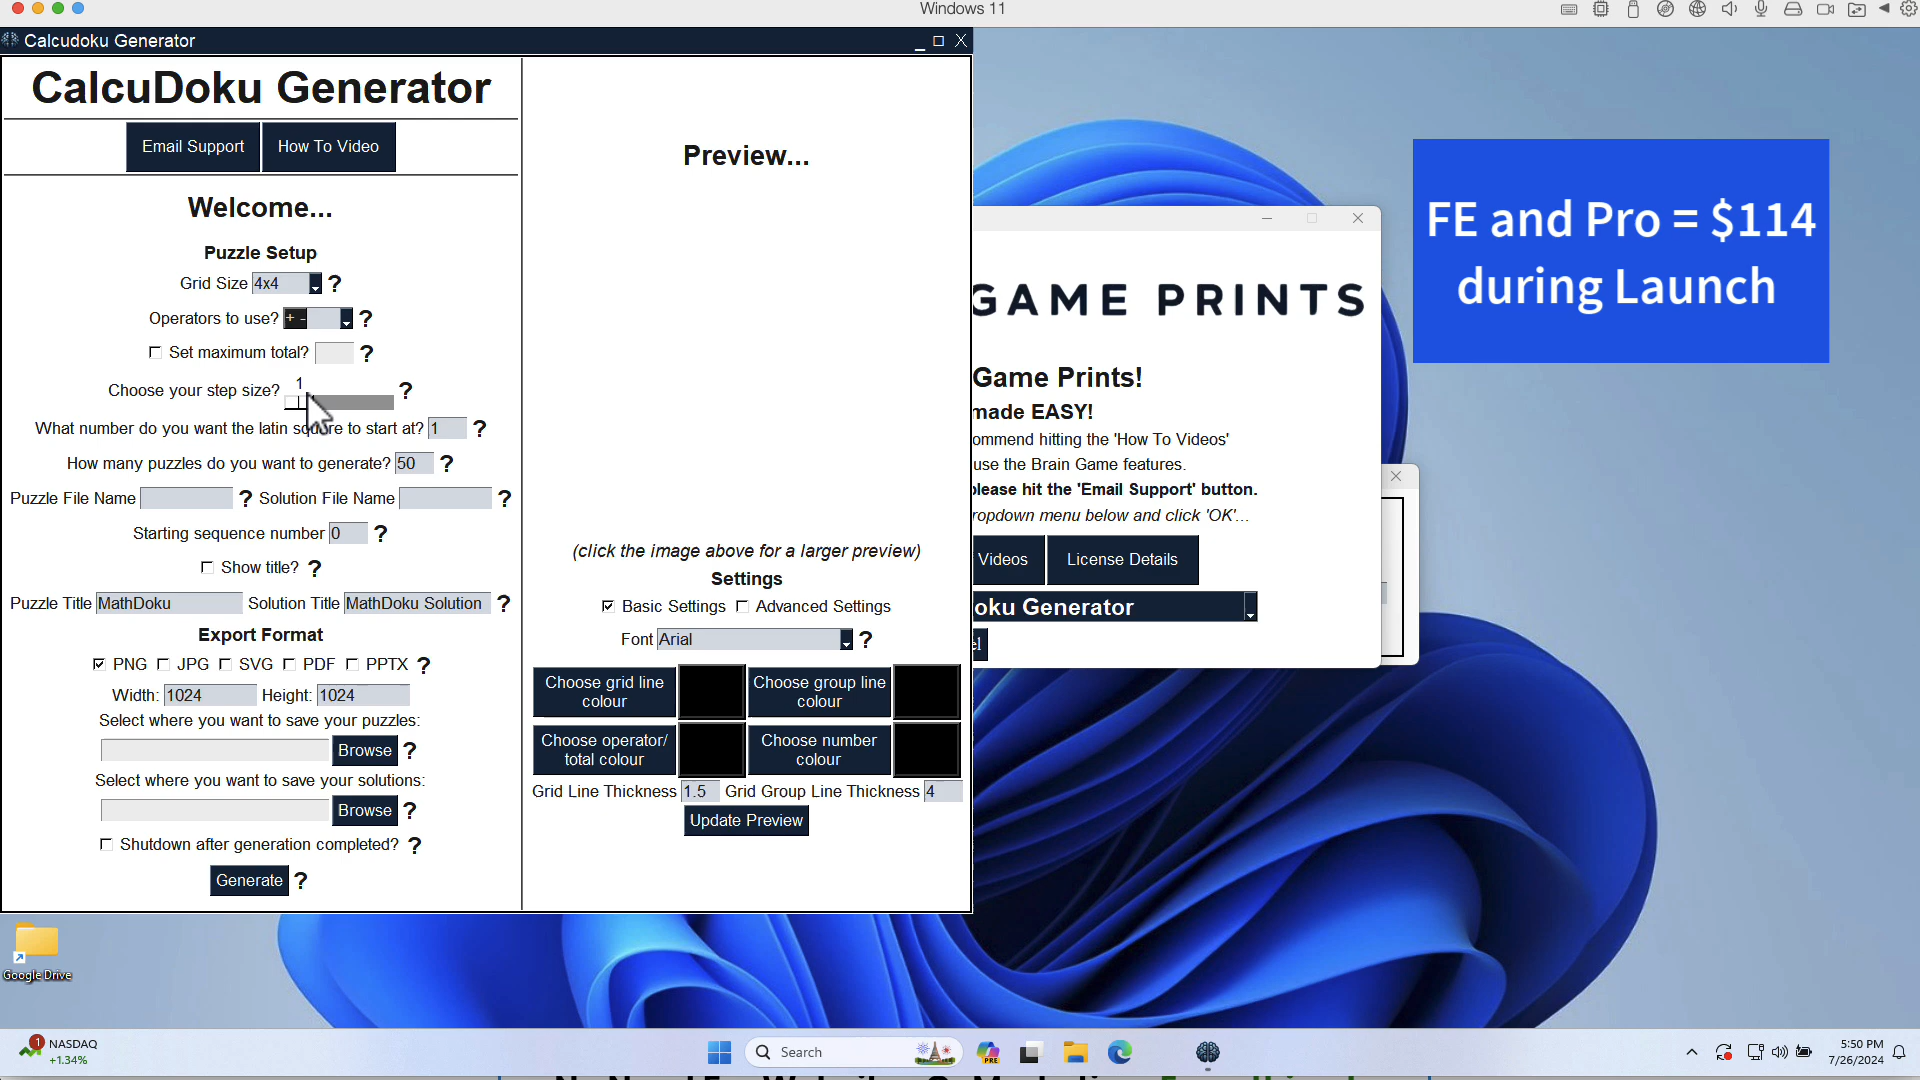 Windows 11
Calcudoku Generator
CalcuDoku Generator
Email Support
How To Video
Welcome...
Puzzle Setup
Grid Size 4x4 ?
Operators to use? + - ?
Set maximum total? ?
1
Choose your step size? ?
What number do you want the latin square to start at? 1 ?
How many puzzles do you want to generate? 50 ?
Puzzle File Name ? Solution File Name ?
Starting sequence number 0 ?
Show title? ?
Puzzle Title MathDoku Solution Title MathDoku Solution ?
Export Format
PNG JPG SVG PDF PPTX ?
Width: 1024 Height: 1024
Select where you want to save your puzzles:
Browse ?
Select where you want to save your solutions:
Browse ?
Shutdown after generation completed? ?
Generate ?
Preview...
(click the image above for a larger preview)
Settings
Basic Settings Advanced Settings
Font Arial ?
Choose grid line
colour
Choose group line
colour
Choose operator/
total colour
Choose number
colour
Grid Line Thickness 1.5 Grid Group Line Thickness 4
Update Preview
GAME PRINTS
Game Prints!
made EASY!
ommend hitting the 'How To Videos'
use the Brain Game features.
please hit the 'Email Support' button.
ropdown menu below and click 'OK'...
Videos
License Details
oku Generator
FE and Pro = $114
during Launch
Google Drive
1
NASDAQ
+1.34%
Search
PRE
5:50 PM
7/26/2024